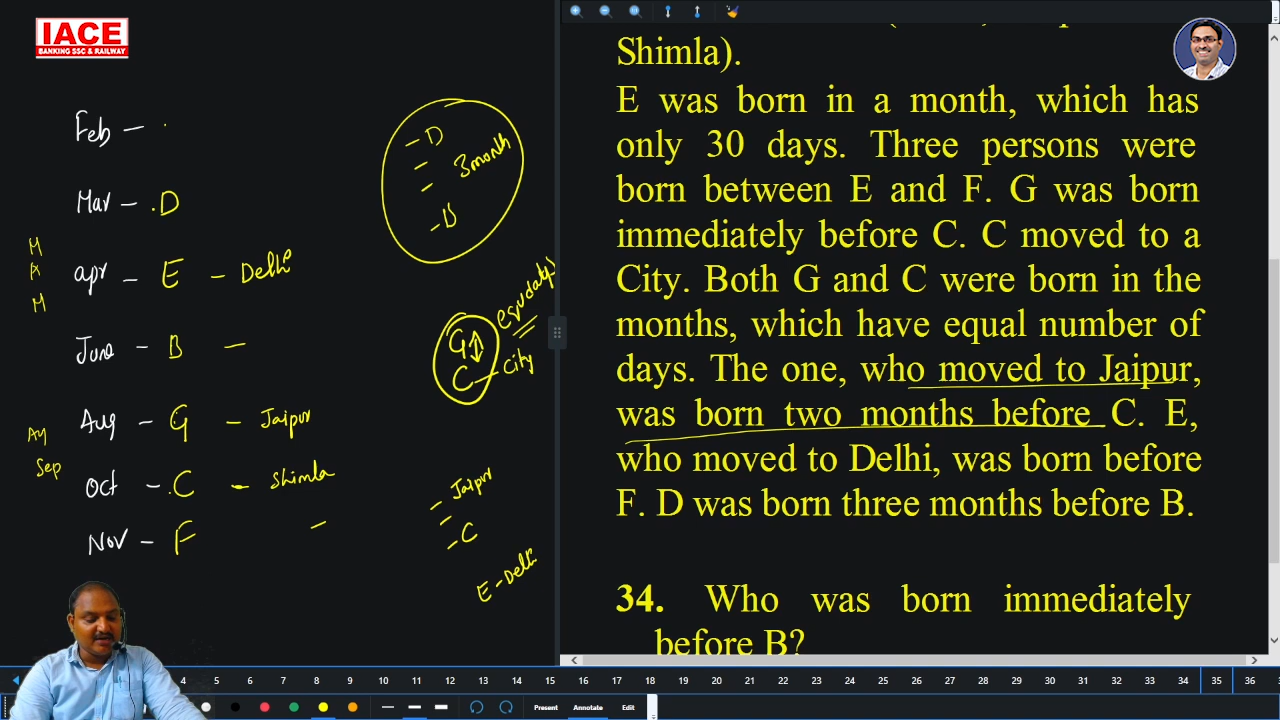 IACE
BANKING SSC & RAILWAY
Feb -
Mar - .D
M
A
M
apr - E - Delhi
June - B -
Aug - G - Jaipur
Ay
Sep
Oct - .C - Shimla
Nov - F -
- D
-
- 3 month
- B
G
C - City
equ days
- Jaipur
-
- C
E - Delhi
Shimla).
E was born in a month, which has
only 30 days. Three persons were
born between E and F. G was born
immediately before C. C moved to a
City. Both G and C were born in the
months, which have equal number of
days. The one, who moved to Jaipur,
was born two months before C. E,
who moved to Delhi, was born before
F. D was born three months before B.
34. Who was born immediately
before B?
4 5 6 7 8 9 10 11 12 13 14 15 16 17 18 19 20 21 22 23 24 25 26 27 28 29 30 31 32 33 34 35 36 3
Present Annotate Edit